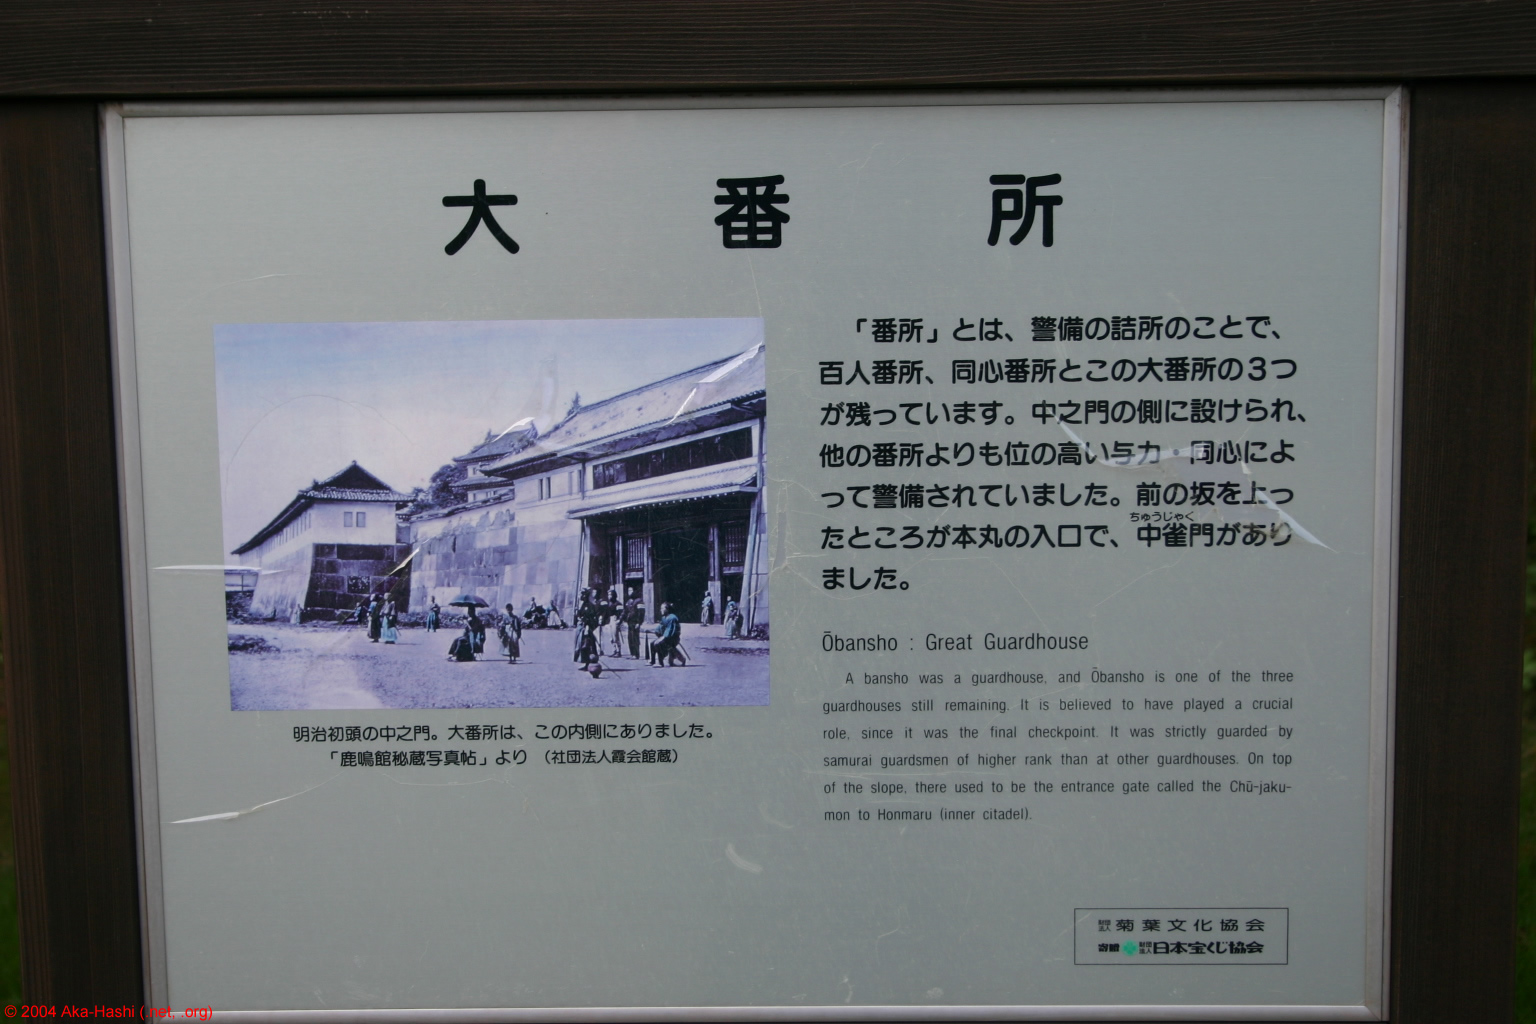 大番所
「番所」とは、警備の詰所のことで、
百人番所、同心番所とこの大番所の3つ
が残っています。中之門の側に設けられ、
他の番所よりも位の高い与力・同心によ
って警備されていました。前の坂を上っ
ちゅうじゃく
たところが本丸の入口で、中雀門があり
ました。
Ōbansho : Great Guardhouse
A bansho was a guardhouse, and Ōbansho is one of the three
guardhouses still remaining. It is believed to have played a crucial
role, since it was the final checkpoint. It was strictly guarded by
samurai guardsmen of higher rank than at other guardhouses. On top
of the slope, there used to be the entrance gate called the Chū-jaku-
mon to Honmaru (inner citadel).
明治初頭の中之門。大番所は、この内側にありました。
「鹿鳴館秘蔵写真帖」より （社団法人霞会館蔵）
財団法人 菊葉文化協会
寄贈 財団法人 日本宝くじ協会
© 2004 Aka-Hashi (.net, .org)